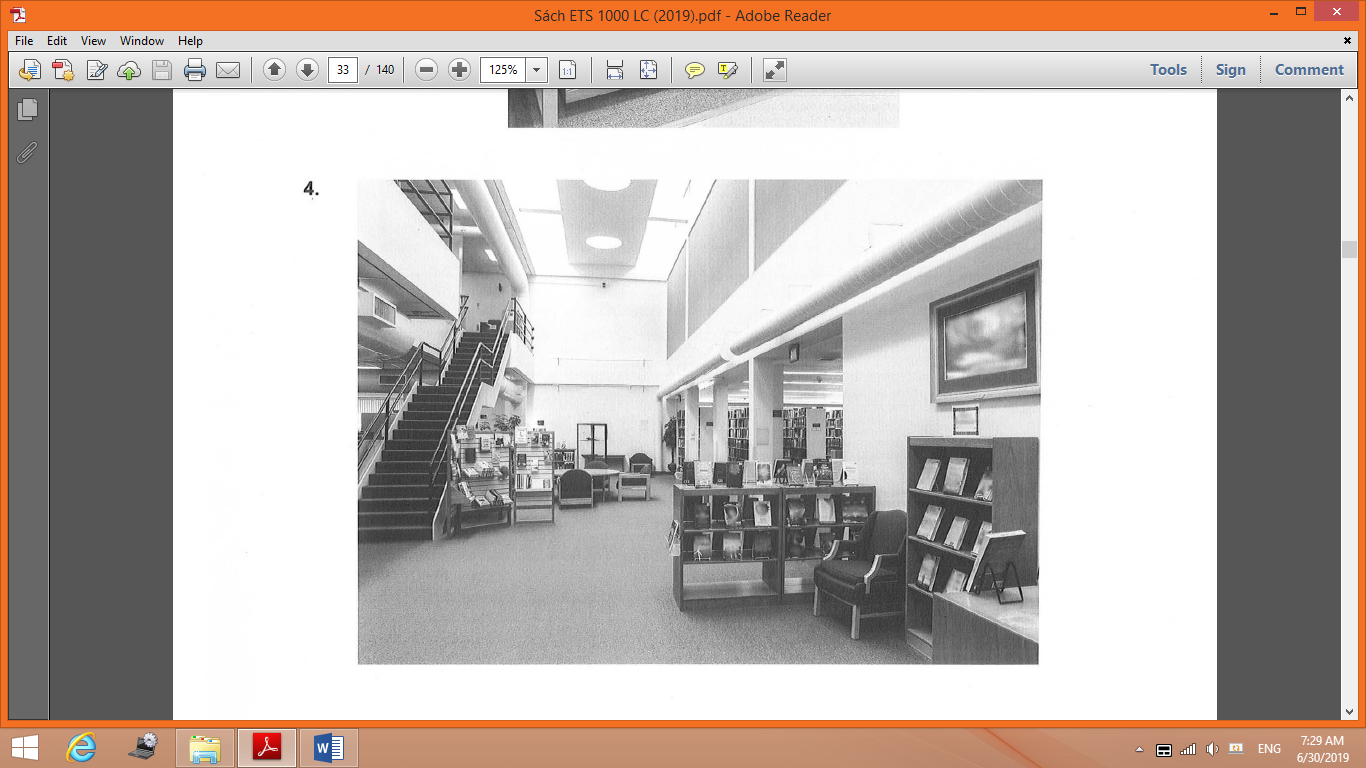 Sách ETS 1000 LC (2019).pdf - Adobe Reader
File Edit View Window Help
33 / 140 125% Tools Sign Comment
4.
ENG 7:29 AM
6/30/2019